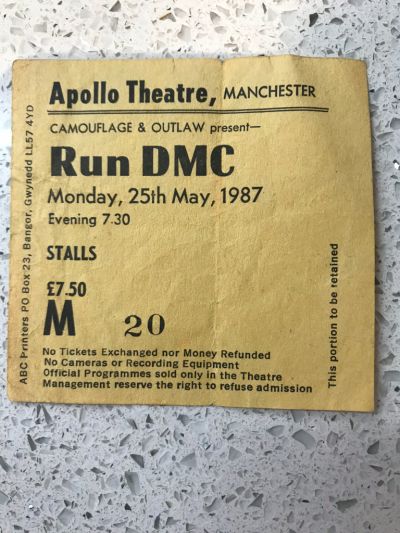 Apollo Theatre, MANCHESTER
CAMOUFLAGE & OUTLAW present—
Run DMC
Monday, 25th May, 1987
Evening 7.30
STALLS
£7.50
M 20
No Tickets Exchanged nor Money Refunded
No Cameras or Recording Equipment
Official Programmes sold only in the Theatre
Management reserve the right to refuse admission
ABC Printers PO Box 23, Bangor, Gwynedd LL57 4YD
This portion to be retained